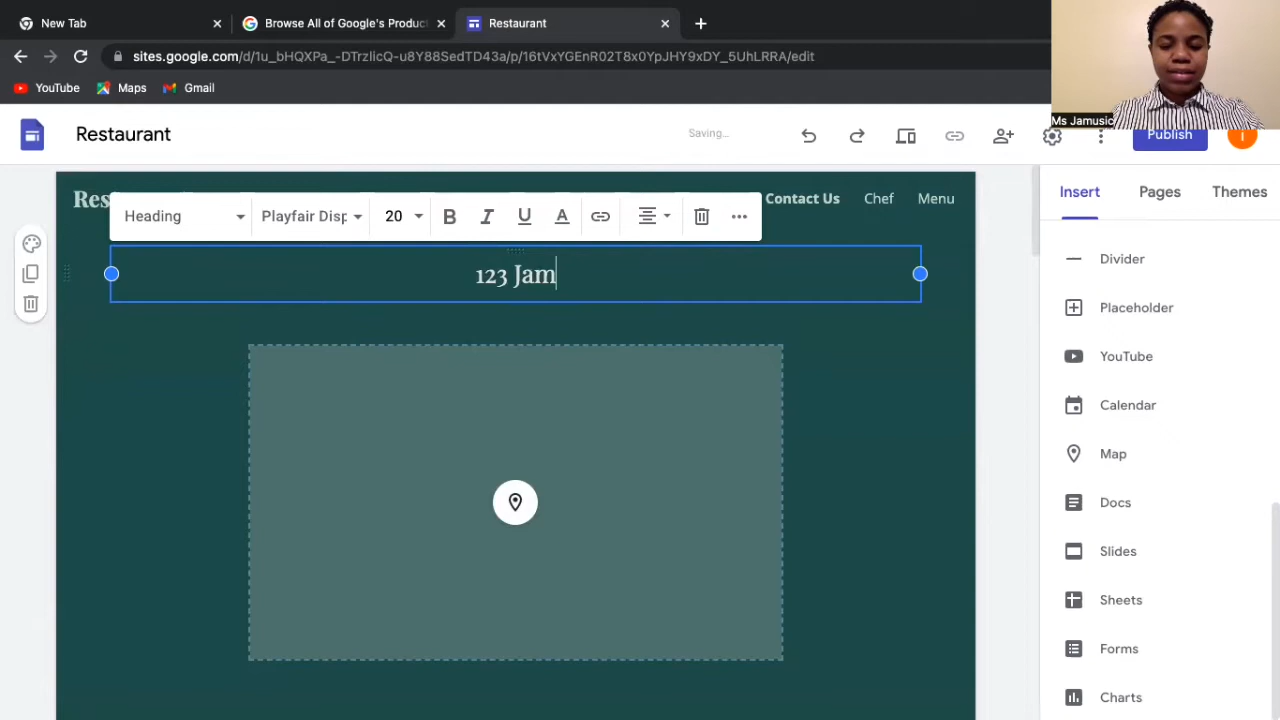 New Tab
Browse All of Google's Produc
Restaurant
sites.google.com/d/1u_bHQXPa_-DTrzlicQ-u8Y88SedTD43a/p/16tVxYGEnR02T8x0YpJHY9xDY_5UhLRRA/edit
YouTube
Maps
Gmail
Ms Jamusic
Restaurant
Saving...
Publish
Insert
Pages
Themes
Res
Contact Us
Chef
Menu
Heading
Playfair Disp
20
B
I
U
A
123 Jam
Divider
Placeholder
YouTube
Calendar
Map
Docs
Slides
Sheets
Forms
Charts